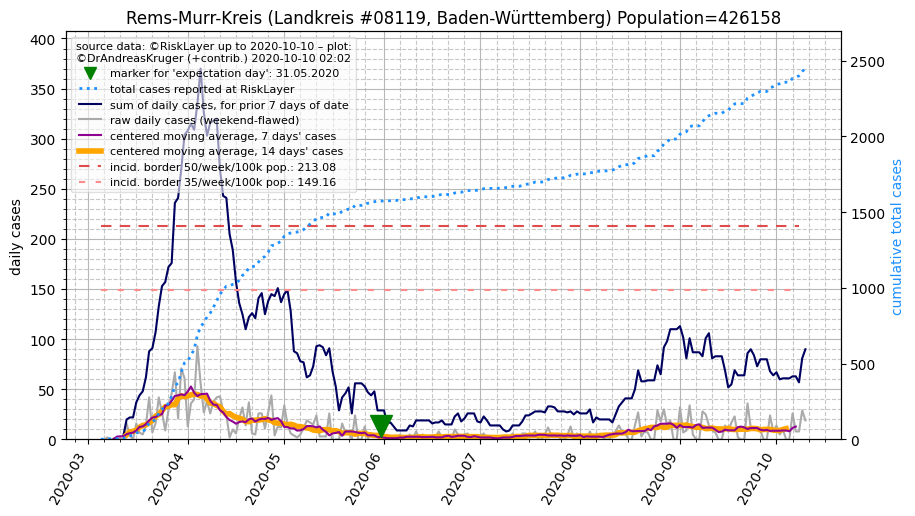 Rems-Murr-Kreis (Landkreis #08119, Baden-Württemberg) Population=426158
source data: ©RiskLayer up to 2020-10-10 – plot:
©DrAndreasKruger (+contrib.) 2020-10-10 02:02
marker for 'expectation day': 31.05.2020
total cases reported at RiskLayer
sum of daily cases, for prior 7 days of date
raw daily cases (weekend-flawed)
centered moving average, 7 days' cases
centered moving average, 14 days' cases
incid. border 50/week/100k pop.: 213.08
incid. border 35/week/100k pop.: 149.16
daily cases
400
350
300
250
200
150
100
50
0
cumulative total cases
2500
2000
1500
1000
500
0
2020-03
2020-04
2020-05
2020-06
2020-07
2020-08
2020-09
2020-10